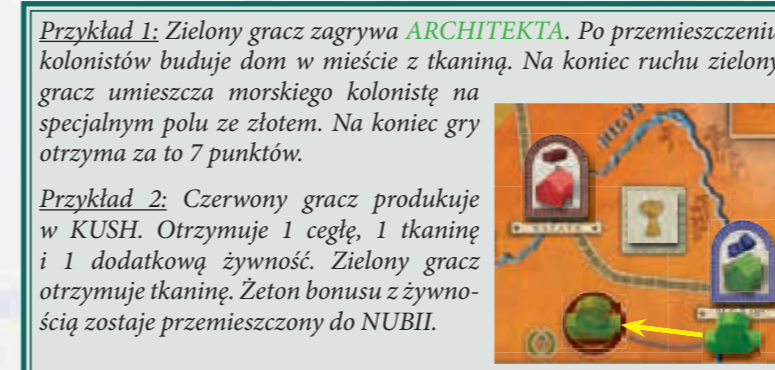 Przykład 1: Zielony gracz zagrywa ARCHITEKTA. Po przemieszczeniu
kolonistów buduje dom w mieście z tkaniną. Na koniec ruchu zielony
gracz umieszcza morskiego kolonistę na
specjalnym polu ze złotem. Na koniec gry
otrzyma za to 7 punktów.
Przykład 2: Czerwony gracz produkuje
w KUSH. Otrzymuje 1 cegłę, 1 tkaninę
i 1 dodatkową żywność. Zielony gracz
otrzymuje tkaninę. Żeton bonusu z żywno-
ścią zostaje przemieszczony do NUBII.